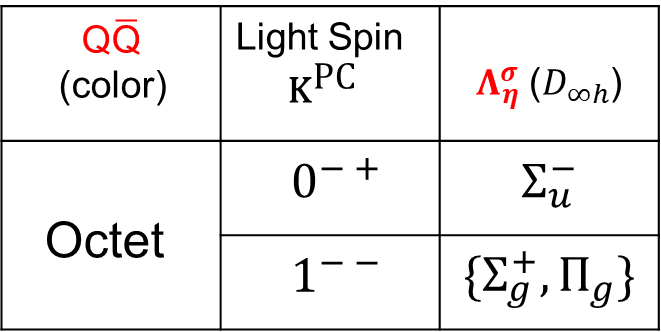 QQ̅
(color)
Light Spin
K^PC
Λ_η^σ (D_∞h)
Octet
0^- +
Σ_u^-
1^- -
{Σ_g^+, Π_g}